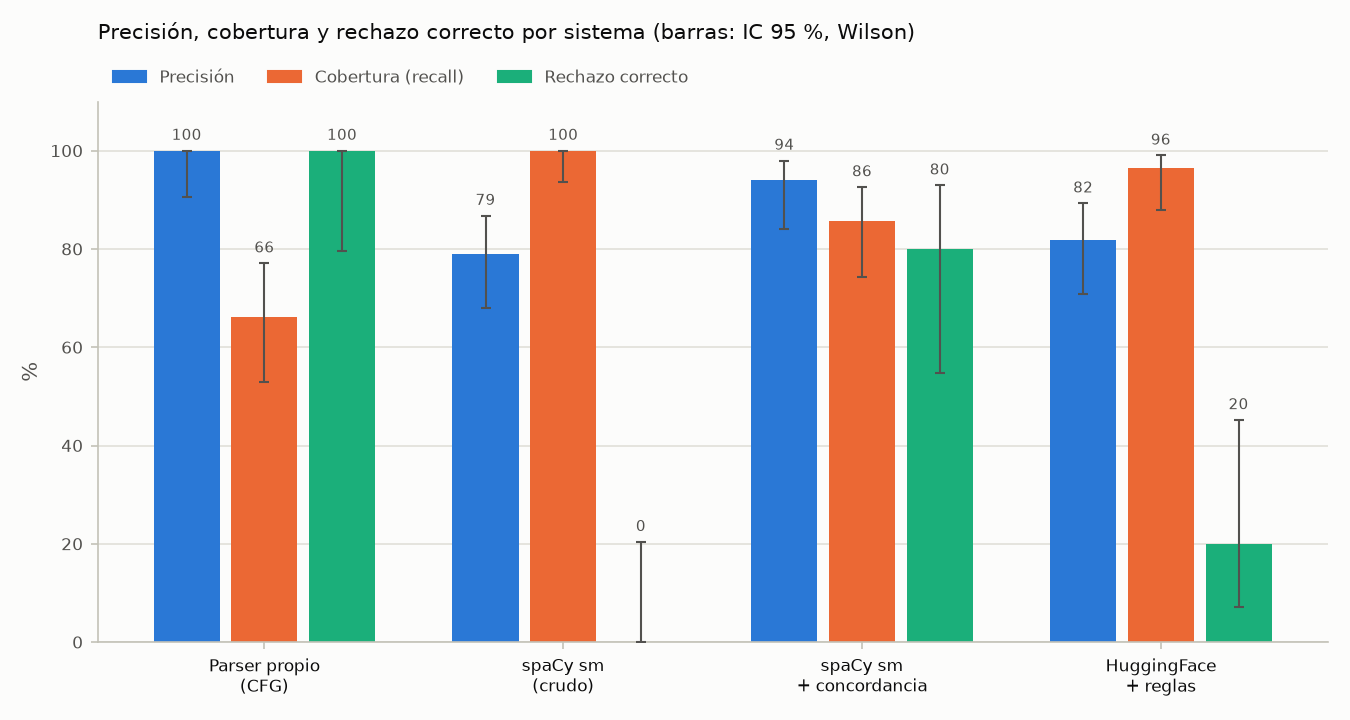 Precisión, cobertura y rechazo correcto por sistema (barras: IC 95 %, Wilson)
Precisión Cobertura (recall) Rechazo correcto
100 66 100 79 100 0 94 86 80 82 96 20
%
100
80
60
40
20
0
Parser propio
(CFG)
spaCy sm
(crudo)
spaCy sm
+ concordancia
HuggingFace
+ reglas